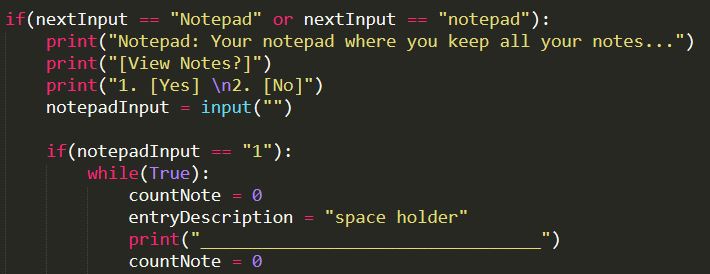 if(nextInput == "Notepad" or nextInput == "notepad"):
    print("Notepad: Your notepad where you keep all your notes...")
    print("[View Notes?]")
    print("1. [Yes] \n2. [No]")
    notepadInput = input("")

    if(notepadInput == "1"):
        while(True):
            countNote = 0
            entryDescription = "space holder"
            print("_________________________________")
            countNote = 0